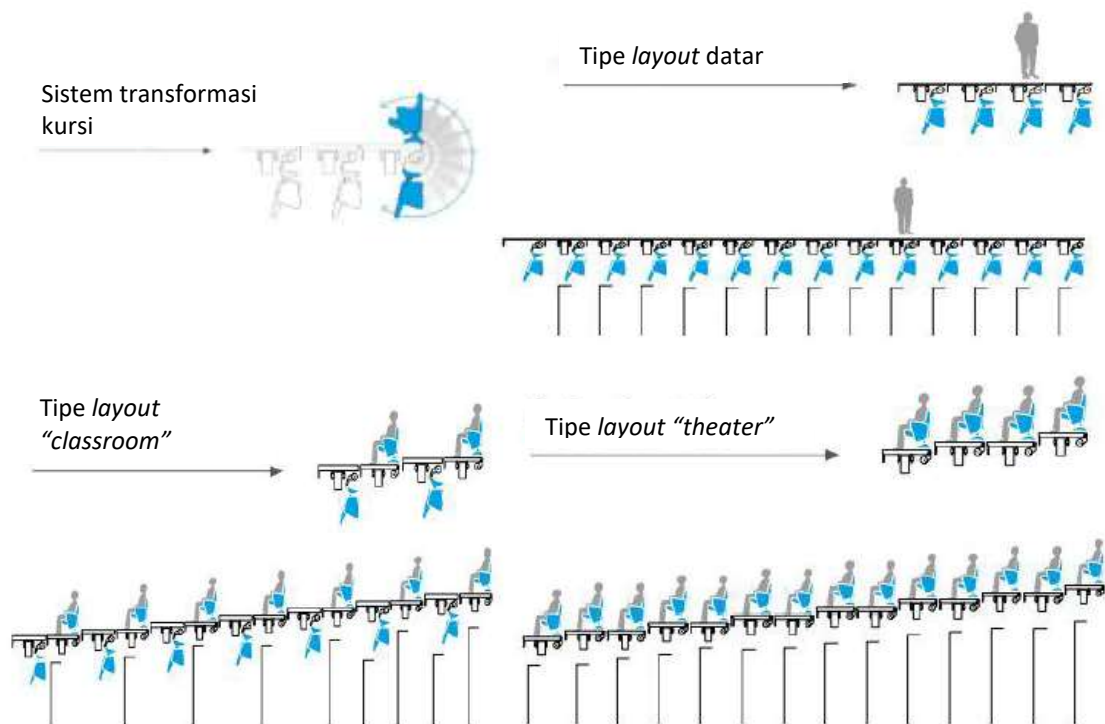 Sistem transformasi
kursi
Tipe layout datar
Tipe layout
“classroom”
Tipe layout “theater”